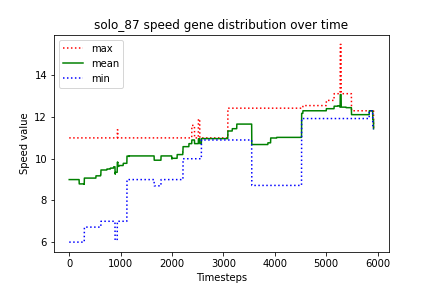 solo_87 speed gene distribution over time
max
mean
min
Speed value
14
12
10
8
6
0
1000
2000
3000
4000
5000
6000
Timesteps